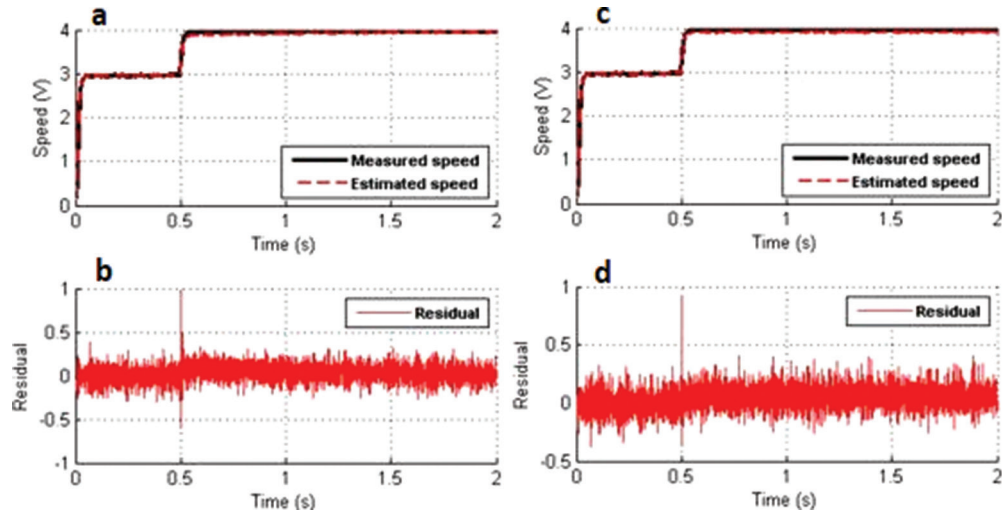 a
4
3
2
1
0
Speed (V)
Measured speed
Estimated speed
0 0.5 1 1.5 2
Time (s)
b
1
0.5
0
-0.5
-1
Residual
Residual
0 0.5 1 1.5 2
Time (s)
c
4
3
2
1
0
Speed (V)
Measured speed
Estimated speed
0 0.5 1 1.5 2
Time (s)
d
1
0.5
0
-0.5
Residual
Residual
0 0.5 1 1.5 2
Time (s)